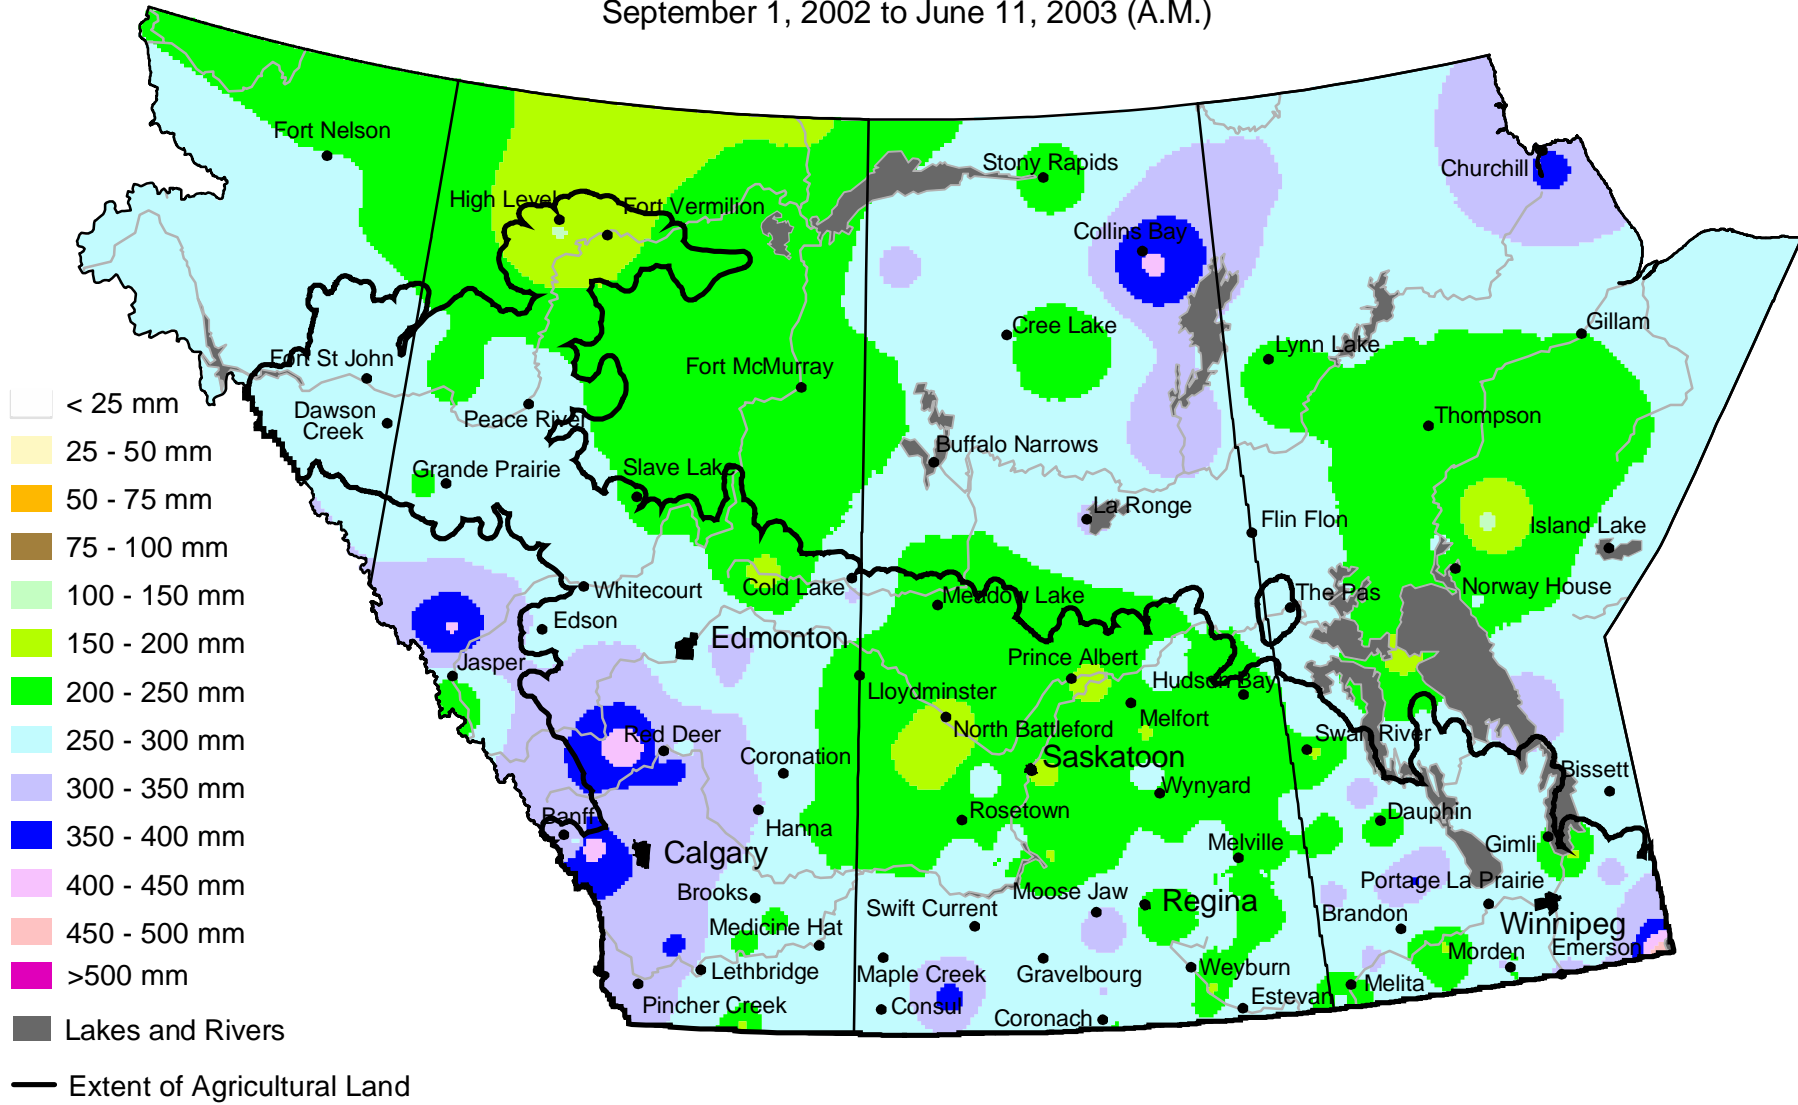 September 1, 2002 to June 11, 2003 (A.M.)
Fort Nelson
High Level
Fort Vermilion
Stony Rapids
Churchill
Collins Bay
Cree Lake
Gillam
Lynn Lake
Fort St John
Fort McMurray
Dawson
Creek
Peace River
Thompson
Buffalo Narrows
Grande Prairie
Slave Lake
La Ronge
Flin Flon
Island Lake
Whitecourt
Cold Lake
Meadow Lake
The Pas
Norway House
Edson
Edmonton
Jasper
Prince Albert
Hudson Bay
Lloydminster
North Battleford
Melfort
Red Deer
Swan River
Coronation
Saskatoon
Wynyard
Bissett
Banff
Hanna
Rosetown
Dauphin
Calgary
Melville
Gimli
Brooks
Moose Jaw
Regina
Portage La Prairie
Swift Current
Brandon
Winnipeg
Medicine Hat
Morden
Emerson
Lethbridge
Maple Creek
Gravelbourg
Weyburn
Melita
Pincher Creek
Consul
Coronach
Estevan
< 25 mm
25 - 50 mm
50 - 75 mm
75 - 100 mm
100 - 150 mm
150 - 200 mm
200 - 250 mm
250 - 300 mm
300 - 350 mm
350 - 400 mm
400 - 450 mm
450 - 500 mm
>500 mm
Lakes and Rivers
Extent of Agricultural Land